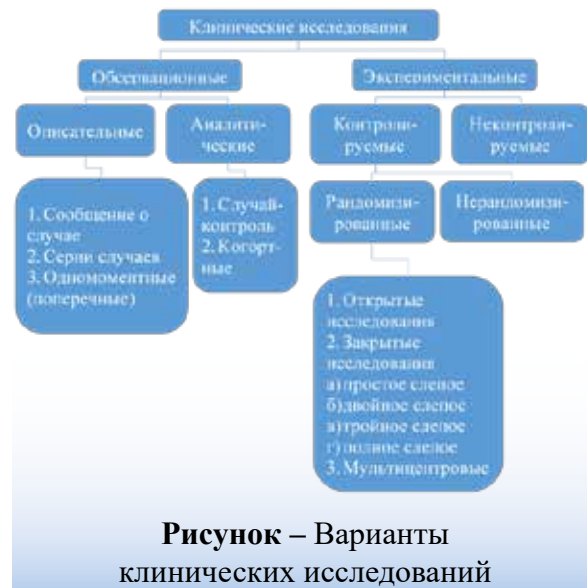 Клинические исследования
Обсервационные
Экспериментальные
Описательные
Аналити-
ческие
Контроли-
руемые
Неконтроли-
руемые
1. Сообщение о
случае
2. Серии случаев
3. Одномоментные
(поперечные)
1. Случай-
контроль
2. Когорт-
ные
Рандомизи-
рованные
Нерандомизи-
рованные
1. Открытые
исследования
2. Закрытые
исследования
а)простое слепое
б)двойное слепое
в)тройное слепое
г)полное слепое
3. Мультицентровые
Рисунок – Варианты
клинических исследований